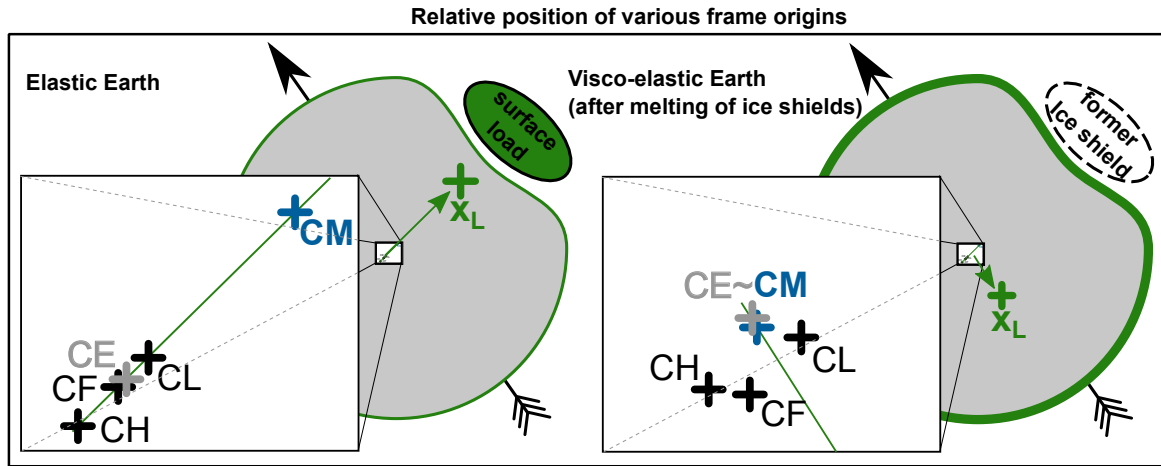 Relative position of various frame origins
Elastic Earth
surface
load
x_L
CM
CE
CL
CF
CH
Visco-elastic Earth
(after melting of ice shields)
former
Ice shield
x_L
CE~CM
CL
CH
CF